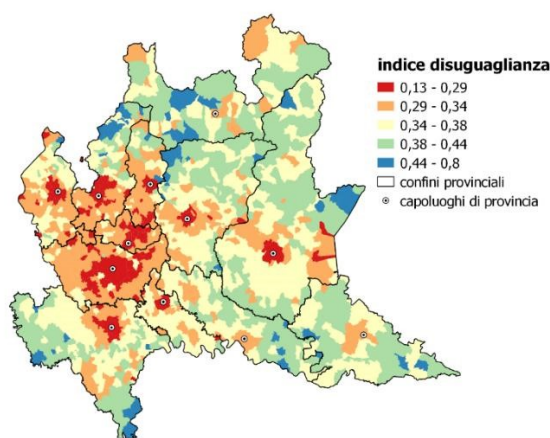 indice disuguaglianza
0,13 - 0,29
0,29 - 0,34
0,34 - 0,38
0,38 - 0,44
0,44 - 0,8
confini provinciali
capoluoghi di provincia